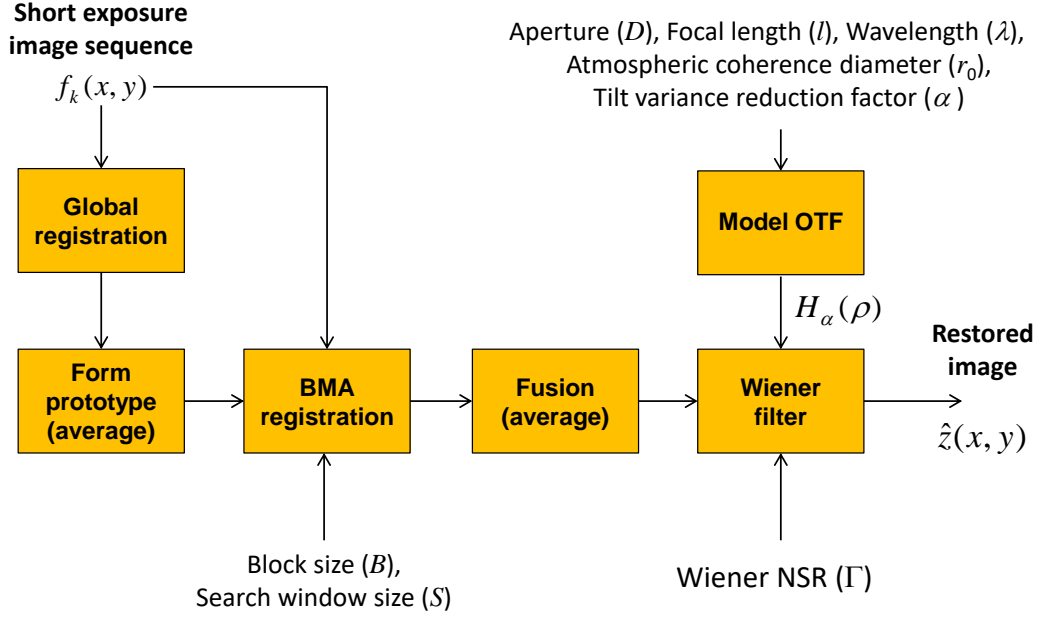 Short exposure
image sequence
f_k(x, y)
Aperture (D), Focal length (l), Wavelength (λ),
Atmospheric coherence diameter (r_0),
Tilt variance reduction factor (α)
Global
registration
Model OTF
H_α(ρ)
Form
prototype
(average)
BMA
registration
Fusion
(average)
Wiener
filter
Restored
image
ẑ(x, y)
Block size (B),
Search window size (S)
Wiener NSR (Γ)